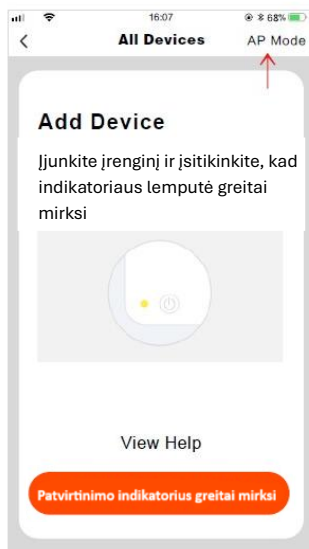 16:07
68%
All Devices
AP Mode
Add Device
Įjunkite įrenginį ir įsitikinkite, kad
indikatoriaus lemputė greitai
mirksi
View Help
Patvirtinimo indikatorius greitai mirksi